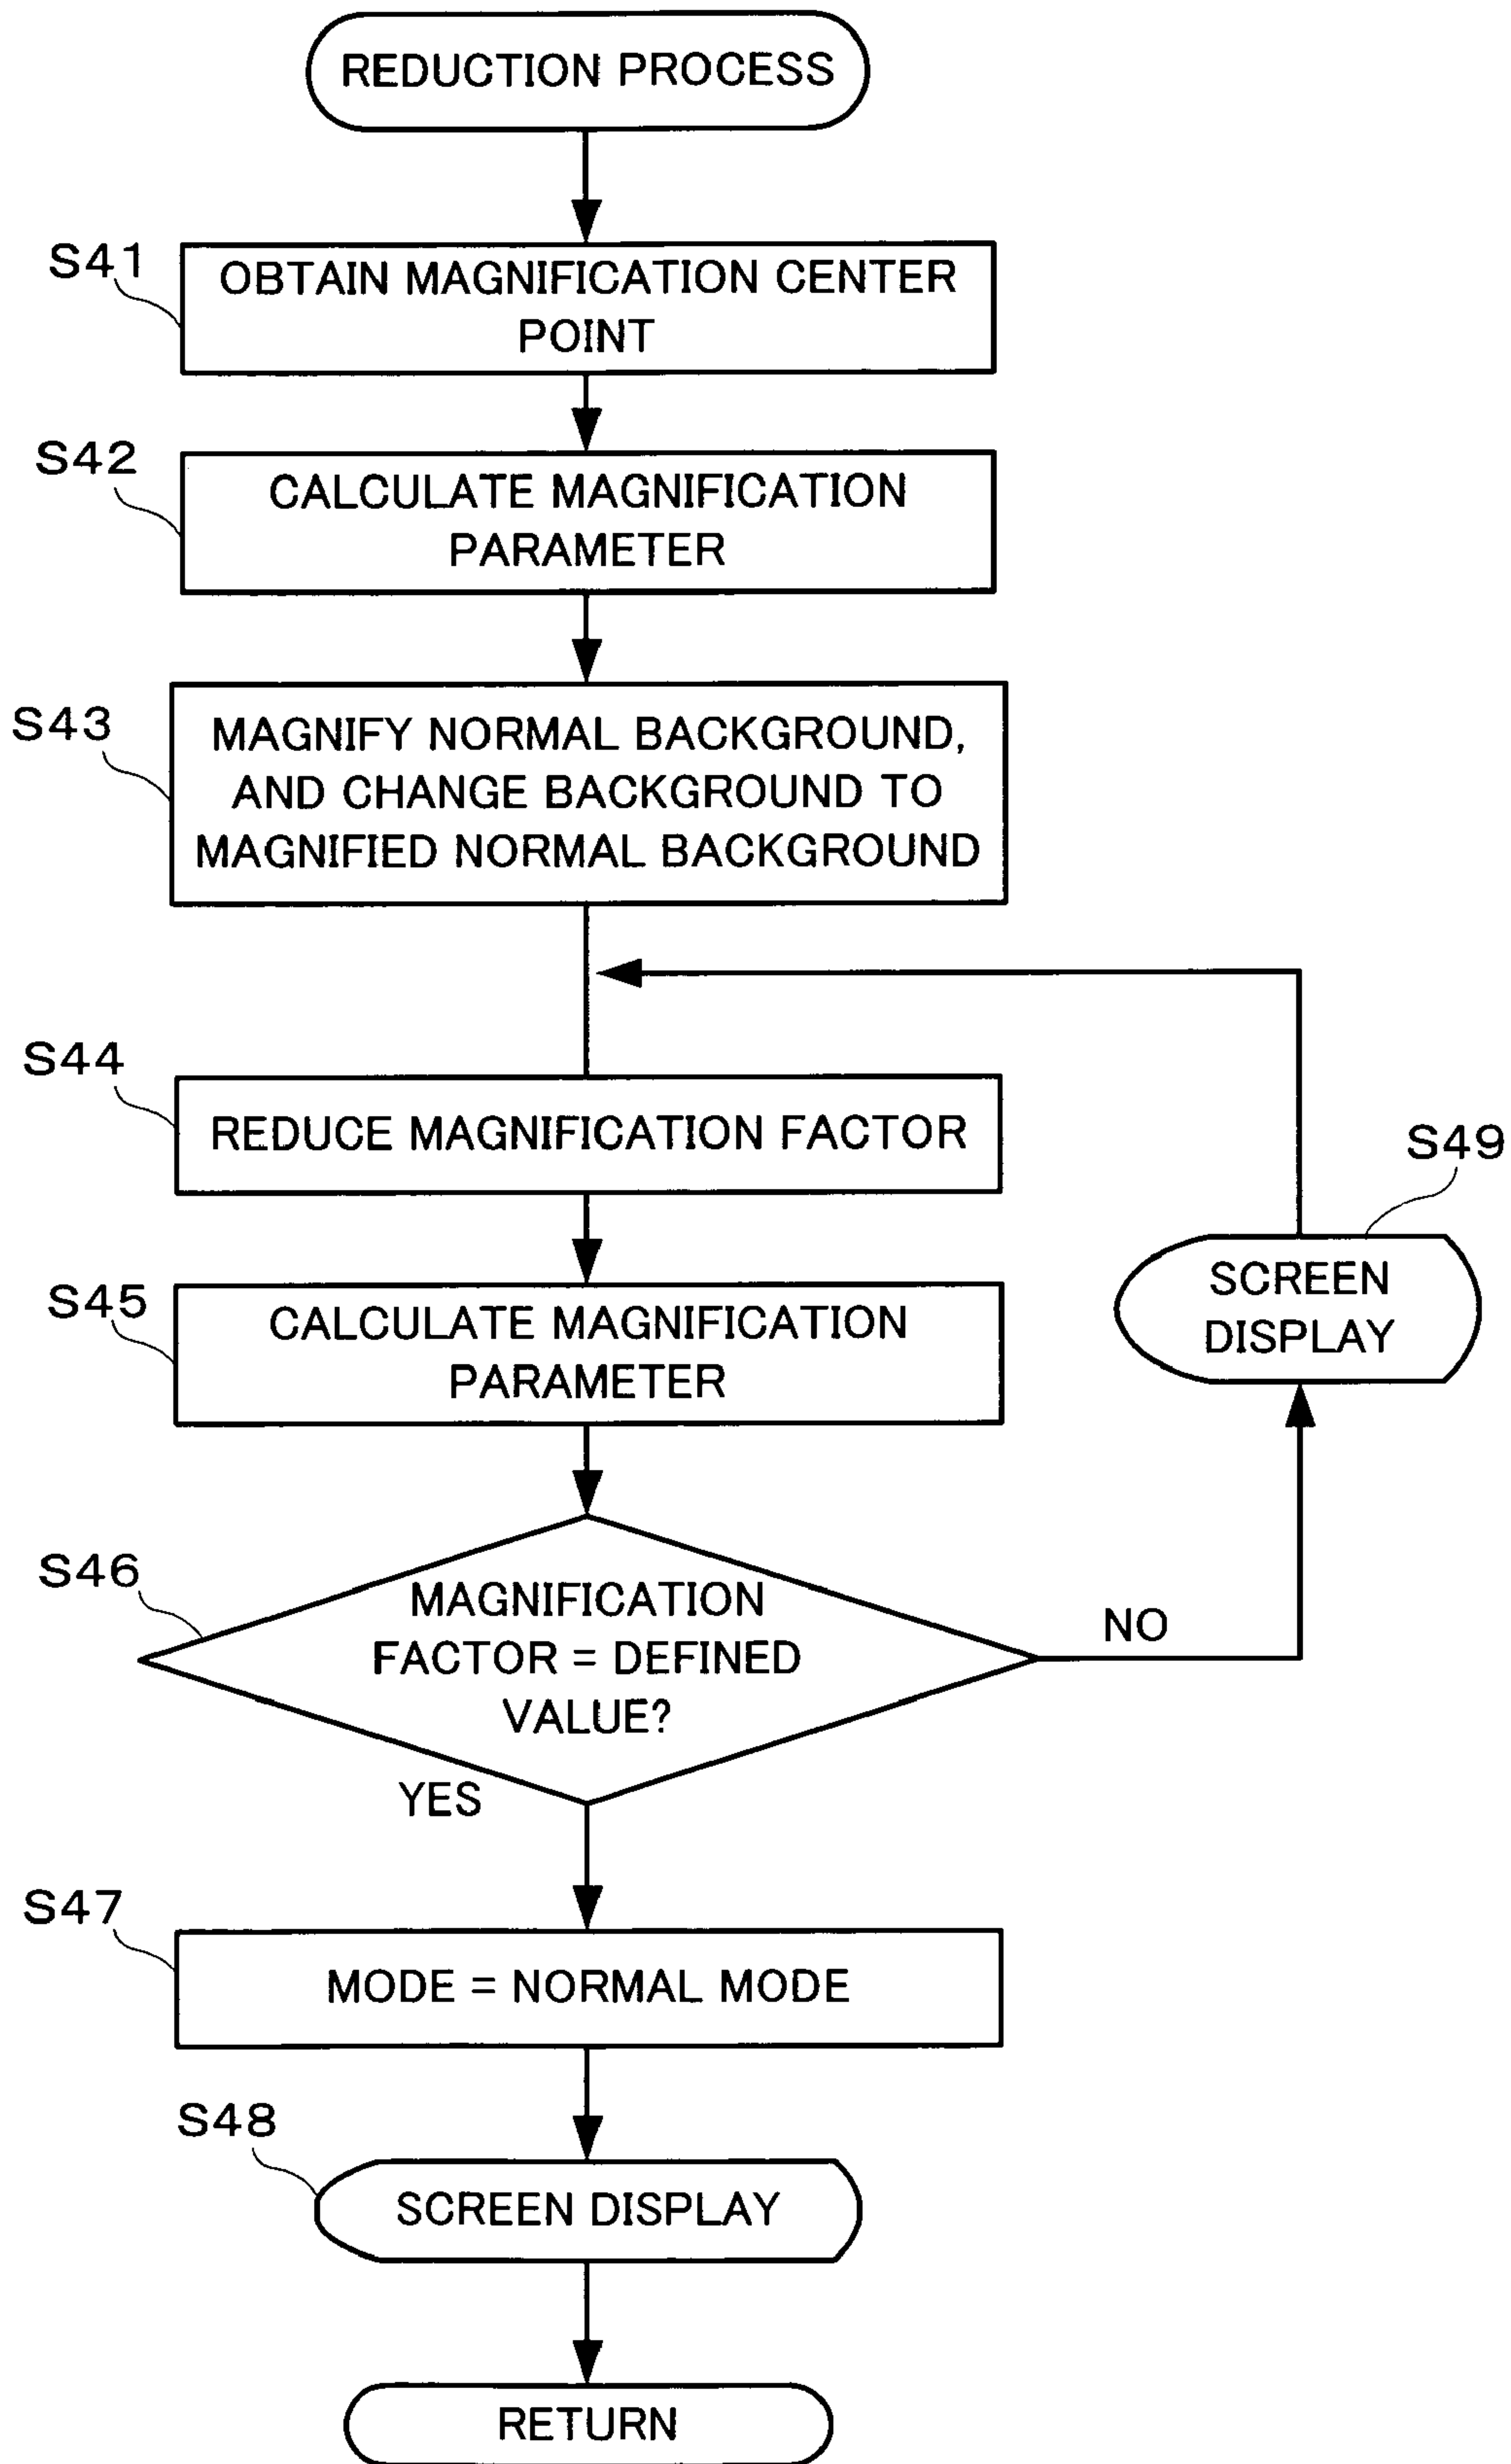 REDUCTION PROCESS
S41
OBTAIN MAGNIFICATION CENTER
POINT
S42
CALCULATE MAGNIFICATION
PARAMETER
S43
MAGNIFY NORMAL BACKGROUND,
AND CHANGE BACKGROUND TO
MAGNIFIED NORMAL BACKGROUND
S44
REDUCE MAGNIFICATION FACTOR
S49
SCREEN
DISPLAY
S45
CALCULATE MAGNIFICATION
PARAMETER
S46
MAGNIFICATION
FACTOR = DEFINED
VALUE?
NO
YES
S47
MODE = NORMAL MODE
S48
SCREEN DISPLAY
RETURN